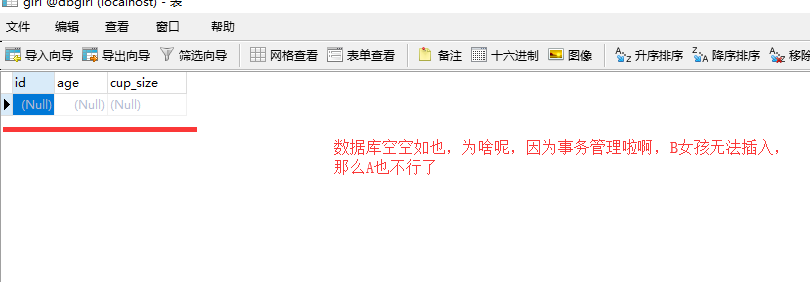 girl @dbgirl (localhost) - 表
文件 编辑 查看 窗口 帮助
导入向导 导出向导 筛选向导 网格查看 表单查看 备注 十六进制 图像 升序排序 降序排序 移除
id age cup_size
(Null) (Null) (Null)
数据库空空如也，为啥呢，因为事务管理啦啊，B女孩无法插入，
那么A也不行了